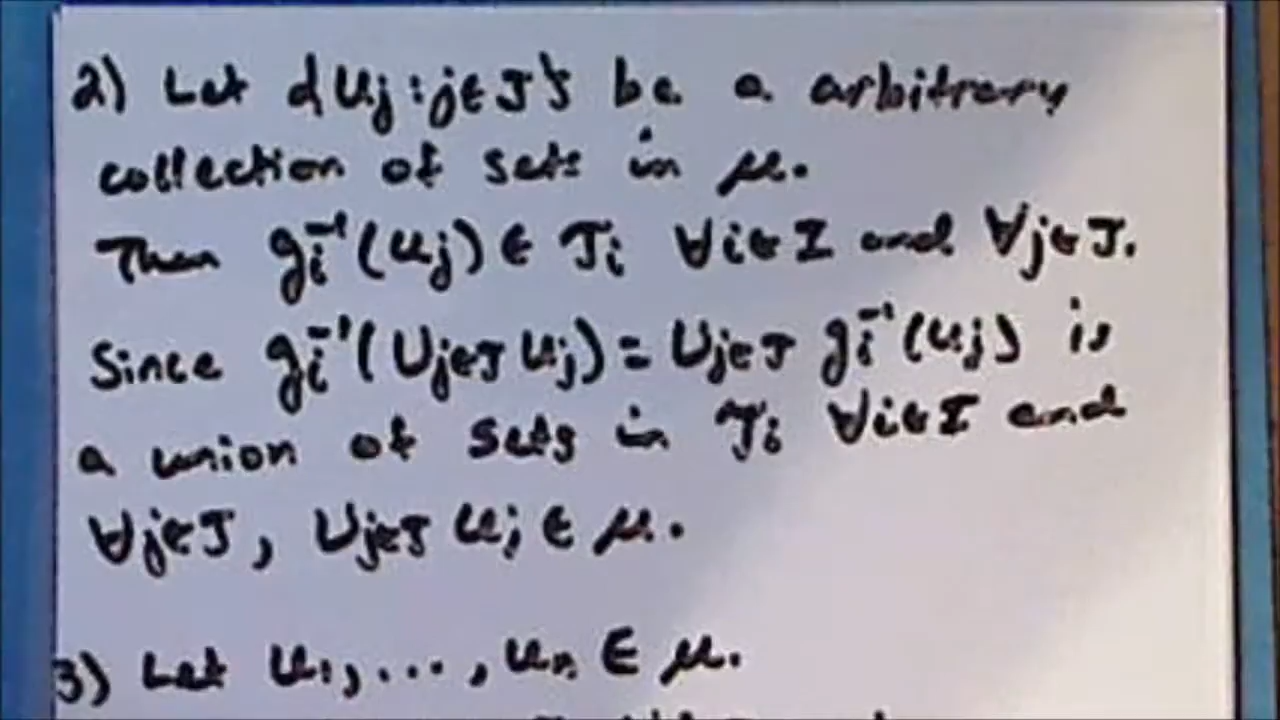 2) Let {Uj : j∈J} be a arbitrary
collection of sets in μ.
Then gi⁻¹(Uj) ∈ Ti ∀i∈I and ∀j∈J.
Since gi⁻¹(∪j∈J Uj) = ∪j∈J gi⁻¹(Uj) is
a union of sets in Ti ∀i∈I and
∀j∈J, ∪j∈J Uj ∈ μ.
3) Let U1, ..., Un ∈ μ.